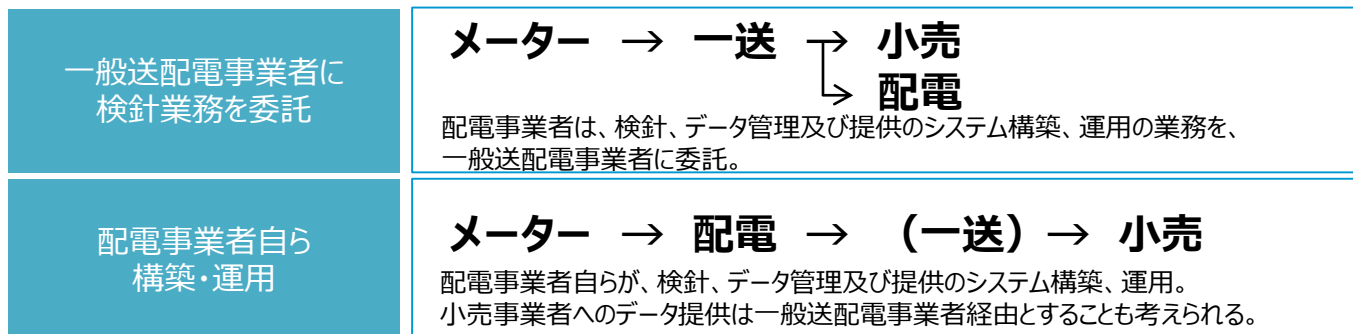 一般送配電事業者に
検針業務を委託
メーター → 一送 → 小売
↳ 配電
配電事業者は、検針、データ管理及び提供のシステム構築、運用の業務を、
一般送配電事業者に委託。
配電事業者自ら
構築・運用
メーター → 配電 → （一送）→ 小売
配電事業者自らが、検針、データ管理及び提供のシステム構築、運用。
小売事業者へのデータ提供は一般送配電事業者経由とすることも考えられる。